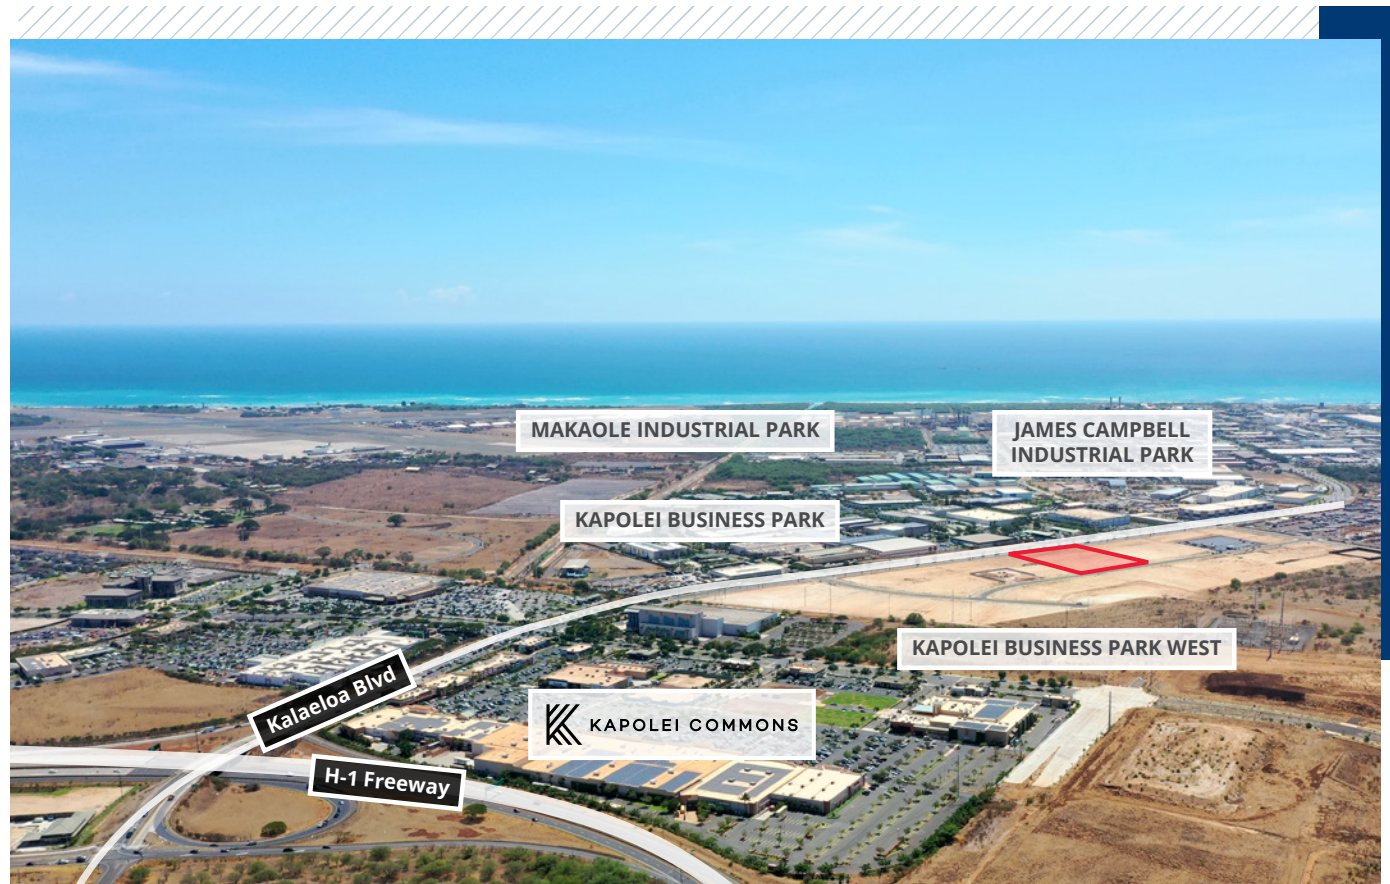 MAKAOLE INDUSTRIAL PARK
JAMES CAMPBELL
INDUSTRIAL PARK
KAPOLEI BUSINESS PARK
KAPOLEI BUSINESS PARK WEST
Kalaeloa Blvd
KAPOLEI COMMONS
H-1 Freeway